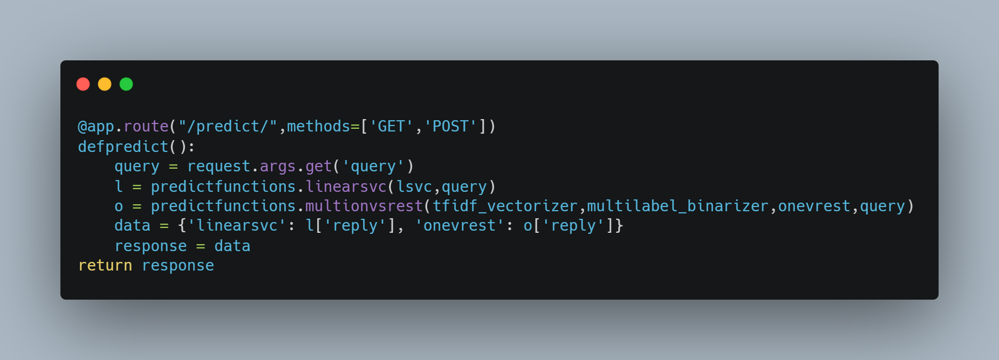 @app.route("/predict/",methods=['GET','POST'])
defpredict():
    query = request.args.get('query')
    l = predictfunctions.linearsvc(lsvc,query)
    o = predictfunctions.multionvsrest(tfidf_vectorizer,multilabel_binarizer,onevrest,query)
    data = {'linearsvc': l['reply'], 'onevrest': o['reply']}
    response = data
return response